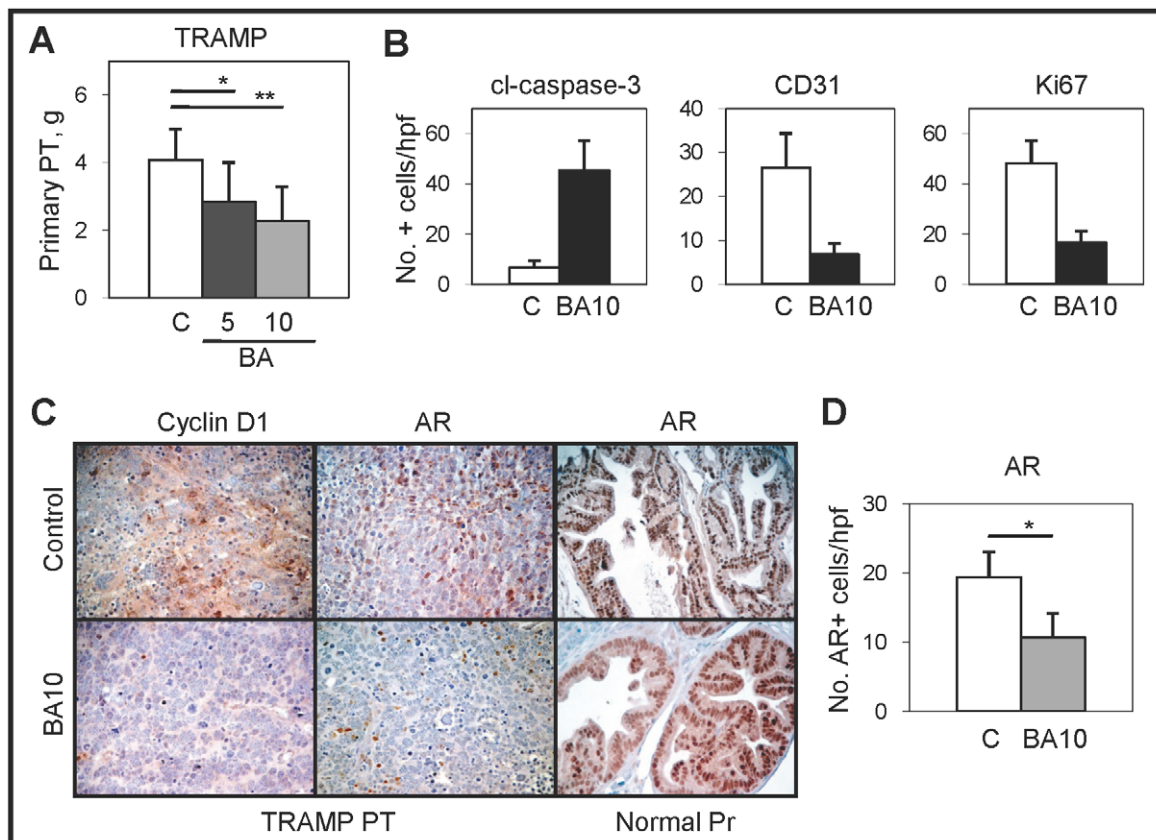 A
TRAMP
Primary PT, g
6
4
2
0
*
**
C 5 10
BA
B
No. + cells/hpf
cl-caspase-3
60
40
20
0
C BA10
CD31
40
30
20
10
0
C BA10
Ki67
60
40
20
0
C BA10
C
Cyclin D1 AR AR
Control
BA10
TRAMP PT Normal Pr
D
AR
No. AR+ cells/hpf
30
20
10
0
*
C BA10